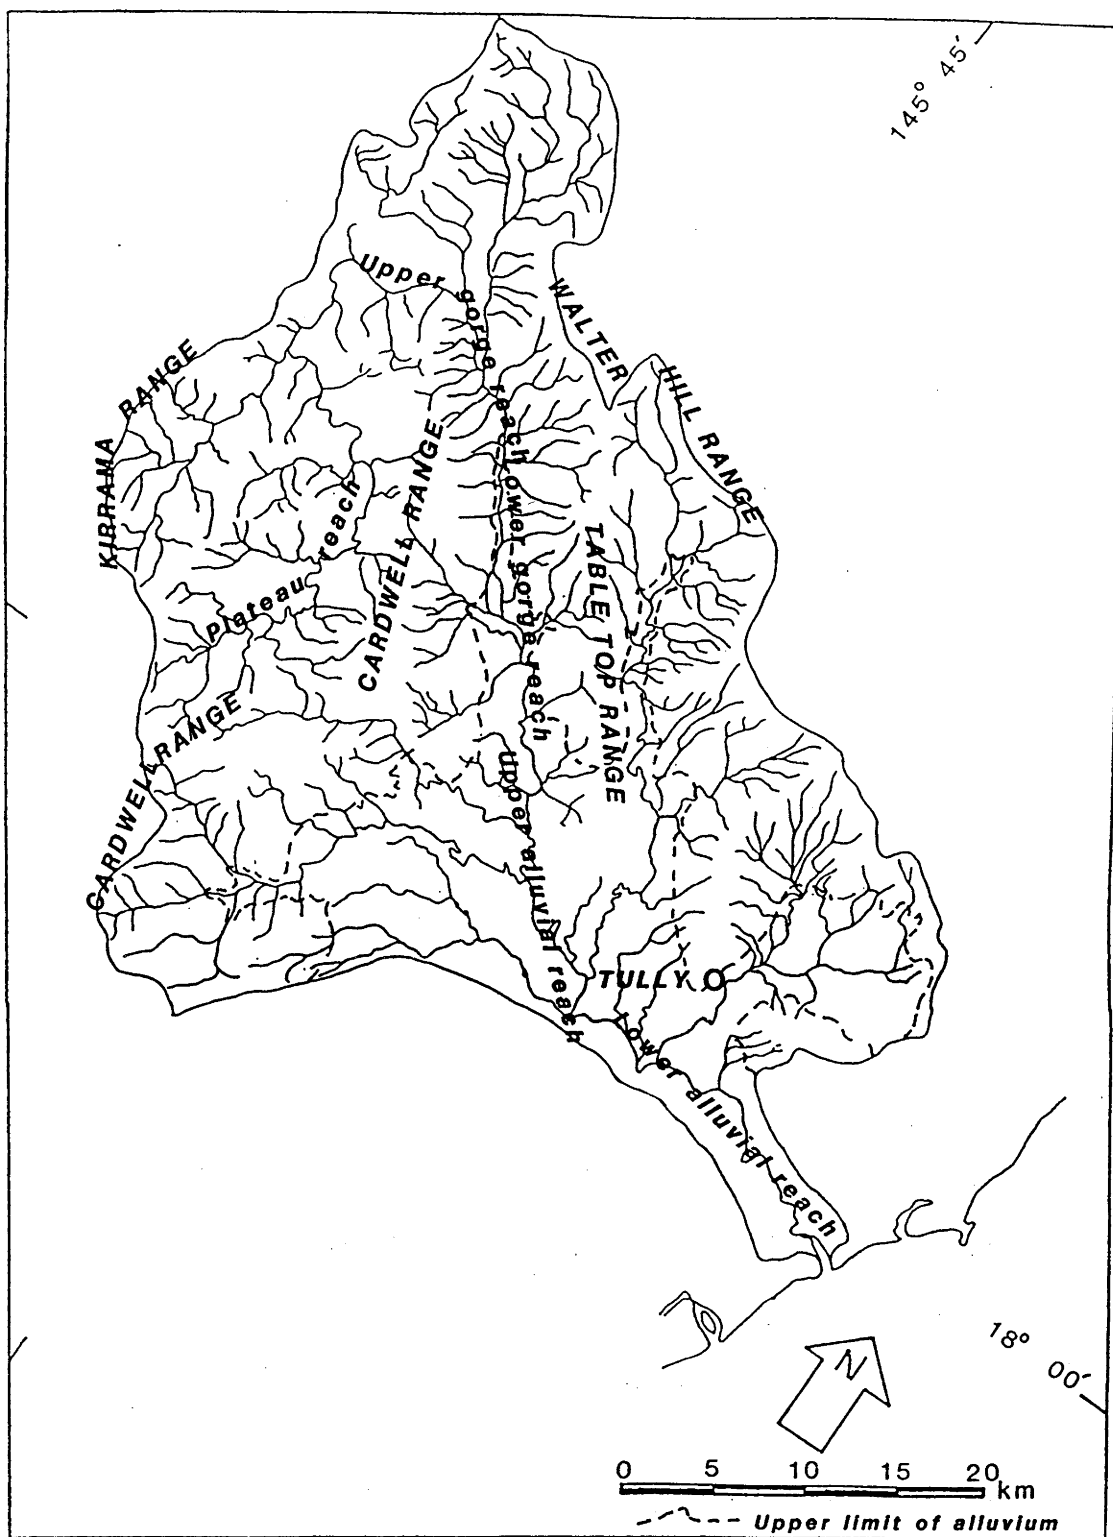 145° 45′
Upper gorge reach
WALTER HILL RANGE
KIRRAMA RANGE
CARDWELL RANGE
Plateau reach
Lower gorge reach
TABLE TOP RANGE
CARDWELL RANGE
Upper alluvial reach
TULLY
Lower alluvial reach
18° 00′
N
0 5 10 15 20 km
Upper limit of alluvium